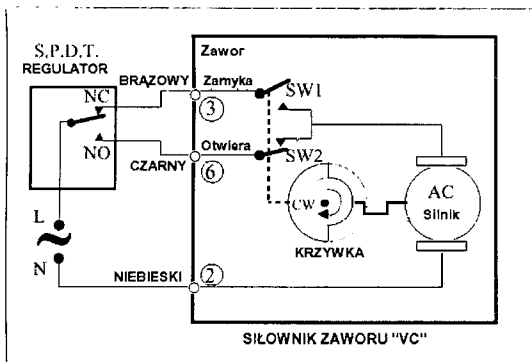 S.P.D.T.
REGULATOR
Zawor
BRĄZOWY
Zamyka
SW1
NC
3
NO
Otwiera
SW2
CZARNY
6
CW
AC
Silnik
L
KRZYWKA
N
NIEBIESKI
2
SIŁOWNIK ZAWORU "VC"